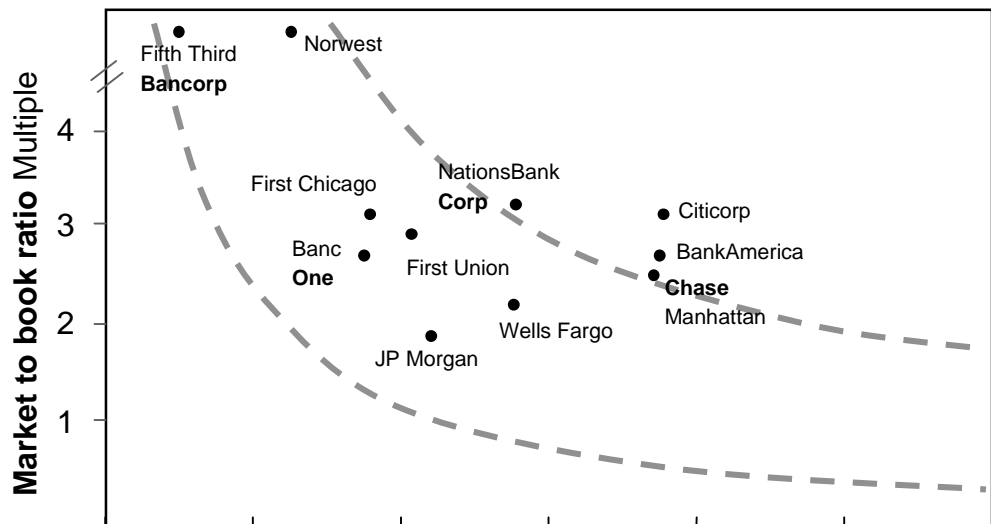 Market to book ratio Multiple
4
3
2
1
Fifth Third
Bancorp
Norwest
NationsBank
Corp
First Chicago
Citicorp
Banc
One
First Union
BankAmerica
Chase
Manhattan
Wells Fargo
JP Morgan